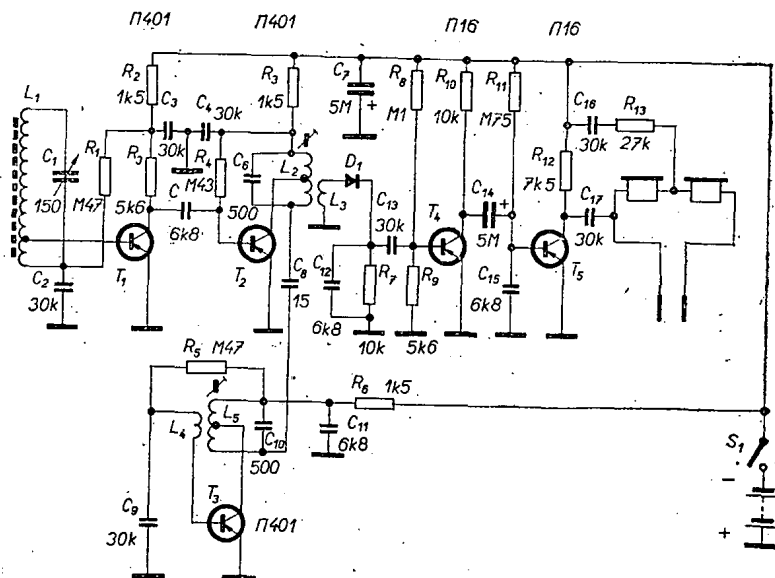 П401
П401
П16
П16
R2
1k5
C3
C4
30k
R3
1k5
C7
5M
+
R8
M1
R10
10k
R11
M75
C16
30k
R13
27k
L1
C1
150
R1
M47
R3
5k6
30k
R4
M43
C
6k8
C6
500
L2
L3
D1
C13
30k
C14
+
5M
R12
7k5
C17
30k
C2
30k
T1
T2
C8
15
C12
6k8
R7
10k
R9
5k6
T4
C15
6k8
T5
R5 M47
L4
L5
C10
500
C11
6k8
R6 1k5
S1
-
+
C9
30k
T3
П401